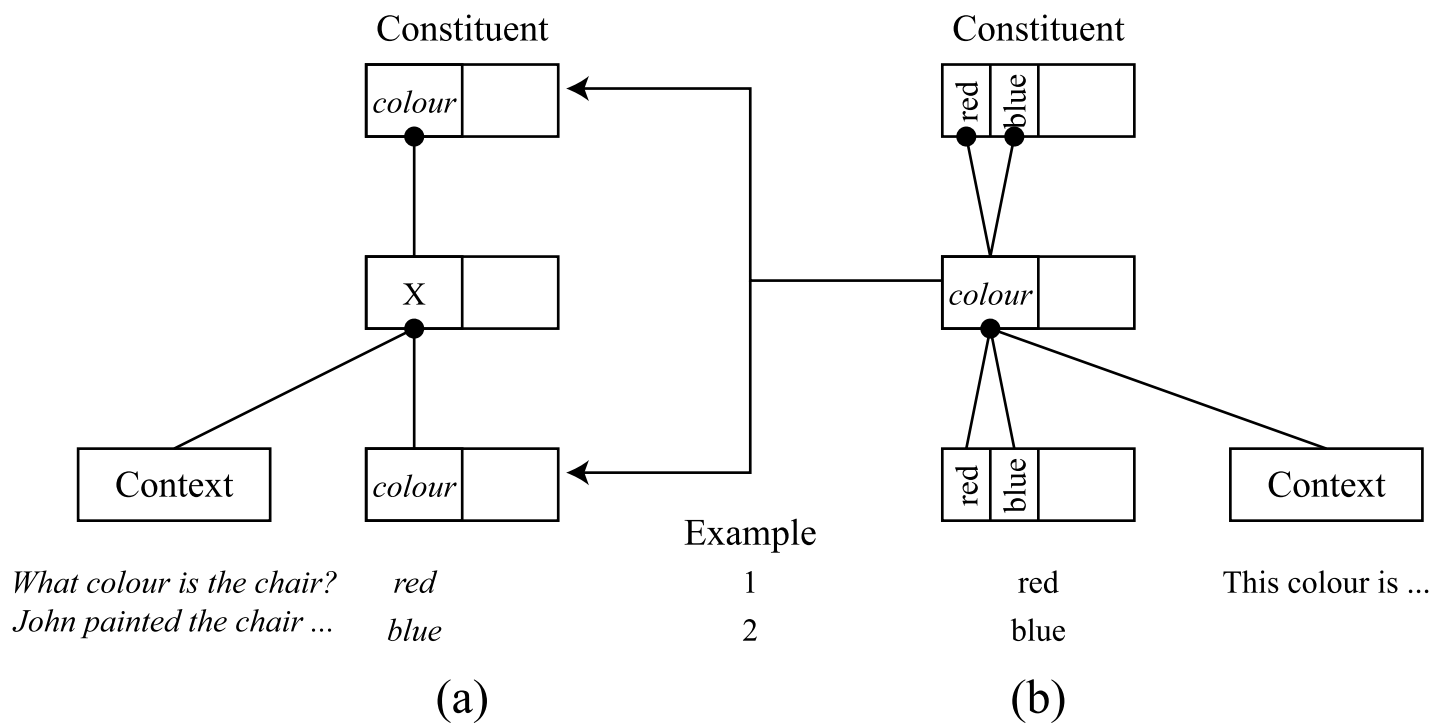 Constituent
Constituent
colour
red
blue
X
colour
Context
colour
red
blue
Context
Example
What colour is the chair?
red
1
red
This colour is ...
John painted the chair ...
blue
2
blue
(a)
(b)